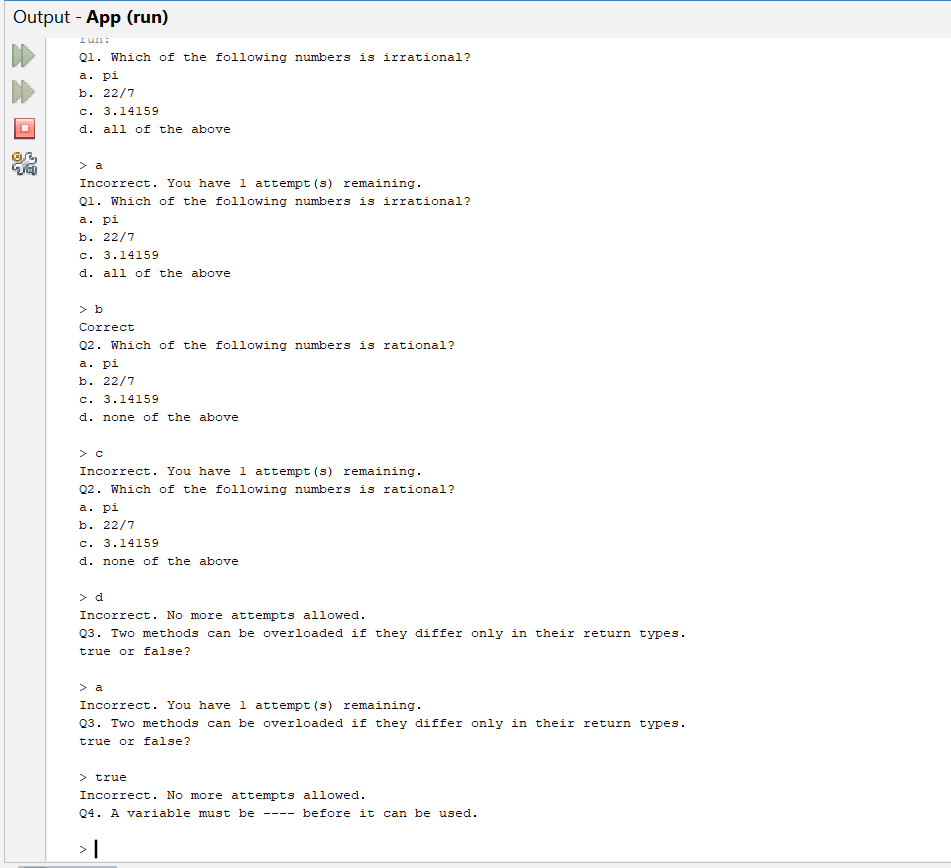 Output - App (run)
run:
Q1. Which of the following numbers is irrational?
a. pi
b. 22/7
c. 3.14159
d. all of the above
> a
Incorrect. You have 1 attempt(s) remaining.
Q1. Which of the following numbers is irrational?
a. pi
b. 22/7
c. 3.14159
d. all of the above
> b
Correct
Q2. Which of the following numbers is rational?
a. pi
b. 22/7
c. 3.14159
d. none of the above
> c
Incorrect. You have 1 attempt(s) remaining.
Q2. Which of the following numbers is rational?
a. pi
b. 22/7
c. 3.14159
d. none of the above
> d
Incorrect. No more attempts allowed.
Q3. Two methods can be overloaded if they differ only in their return types.
true or false?
> a
Incorrect. You have 1 attempt(s) remaining.
Q3. Two methods can be overloaded if they differ only in their return types.
true or false?
> true
Incorrect. No more attempts allowed.
Q4. A variable must be ---- before it can be used.
>